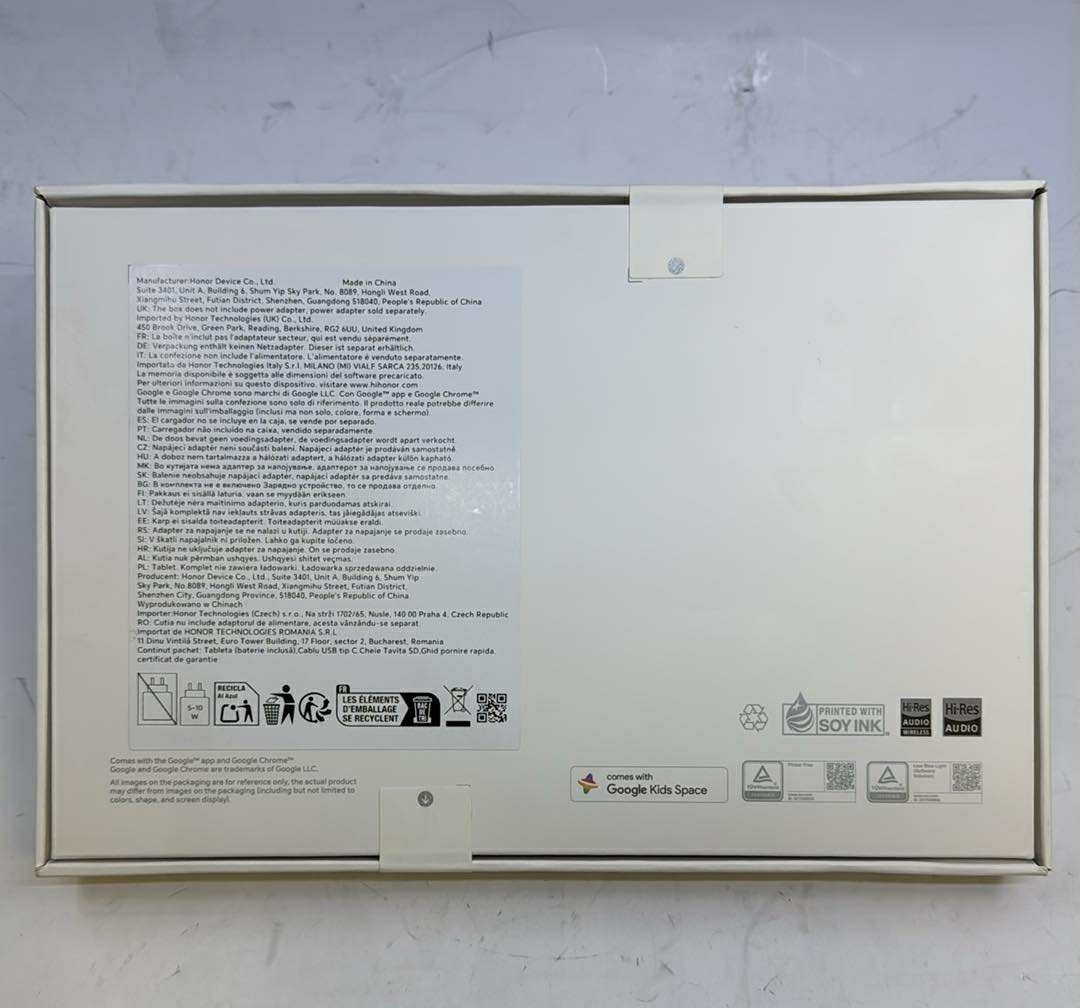 Manufacturer:Honor Device Co., Ltd. Made in China
Suite 3401, Unit A, Building 6, Shum Yip Sky Park, No. 8089, Hongli West Road,
Xiangmihu Street, Futian District, Shenzhen, Guangdong 518040, People's Republic of China
UK: The box does not include power adapter, power adapter sold separately.
Imported by Honor Technologies (UK) Co., Ltd.
450 Brook Drive, Green Park, Reading, Berkshire, RG2 6UU, United Kingdom
FR: La boîte n'inclut pas l'adaptateur secteur, qui est vendu séparément.
DE: Verpackung enthält keinen Netzadapter. Dieser ist separat erhältlich.
IT: La confezione non include l'alimentatore. L'alimentatore è venduto separatamente.
Importato da Honor Technologies Italy S.r.l. MILANO (MI) VIALF SARCA 235,20126, Italy
La memoria disponibile è soggetta alle dimensioni del software precaricato.
Per ulteriori informazioni su questo dispositivo, visitare www.hihonor.com
Google e Google Chrome sono marchi di Google LLC. Con Google™ app e Google Chrome™
Tutte le immagini sulla confezione sono solo di riferimento. Il prodotto reale potrebbe differire
dalle immagini sull'imballaggio (inclusi ma non solo, colore, forma e schermo).
ES: El cargador no se incluye en la caja, se vende por separado.
PT: Carregador não incluído na caixa, vendido separadamente.
NL: De doos bevat geen voedingsadapter, de voedingsadapter wordt apart verkocht.
CZ: Napájecí adaptér není součástí balení. Napájecí adaptér je prodáván samostatně.
HU: A doboz nem tartalmazza a hálózati adaptert, a hálózati adapter külön kapható.
MK: Во кутијата нема адаптер за напојување, адаптерот за напојување се продава посебно.
SK: Balenie neobsahuje napájací adaptér, napájací adaptér sa predáva samostatne.
BG: В комплекта не е включено Зарядно устройство, то се продава отделно.
FI: Pakkaus ei sisällä laturia, vaan se myydään erikseen.
LT: Dėžutėje nėra maitinimo adapterio, kuris parduodamas atskirai.
LV: Šajā komplektā nav iekļauts strāvas adapteris, tas jāiegādājas atsevišķi.
EE: Karp ei sisalda toiteadapterit. Toiteadapterit müüakse eraldi.
RS: Adapter za napajanje se ne nalazi u kutiji. Adapter za napajanje se prodaje zasebno.
SI: V škatli napajalnik ni priložen. Lahko ga kupite ločeno.
HR: Kutija ne uključuje adapter za napajanje. On se prodaje zasebno.
AL: Kutia nuk përmban ushqyes. Ushqyesi shitet veçmas.
PL: Tablet. Komplet nie zawiera ładowarki. Ładowarka sprzedawana oddzielnie.
Producent: Honor Device Co., Ltd., Suite 3401, Unit A, Building 6, Shum Yip
Sky Park, No.8089, Hongli West Road, Xiangmihu Street, Futian District,
Shenzhen City, Guangdong Province, 518040, People's Republic of China
Wyprodukowano w Chinach
Importer:Honor Technologies (Czech) s.r.o., Na strži 1702/65, Nusle, 140 00 Praha 4, Czech Republic
RO: Cutia nu include adaptorul de alimentare, acesta vânzându-se separat
Importat de HONOR TECHNOLOGIES ROMANIA S.R.L
11 Dinu Vintilă Street, Euro Tower Building, 17 Floor, sector 2, Bucharest, Romania
Continut pachet: Tableta (baterie inclusă),Cablu USB tip C,Cheie Tavita SD,Ghid pornire rapida,
certificat de garantie
5-10
W
RECICLA
Al Azul
FR
LES ÉLÉMENTS
D'EMBALLAGE
SE RECYCLENT
BAC
DE
TRI
Comes with the Google™ app and Google Chrome™
Google and Google Chrome are trademarks of Google LLC.
All images on the packaging are for reference only, the actual product
may differ from images on the packaging (including but not limited to
colors, shape, and screen display).
PRINTED WITH
SOY INK
Hi-Res
AUDIO
WIRELESS
Hi-Res
AUDIO
comes with
Google Kids Space
TÜVRheinland
Flicker Free
TÜVRheinland
Low Blue Light
(Software
Solution)